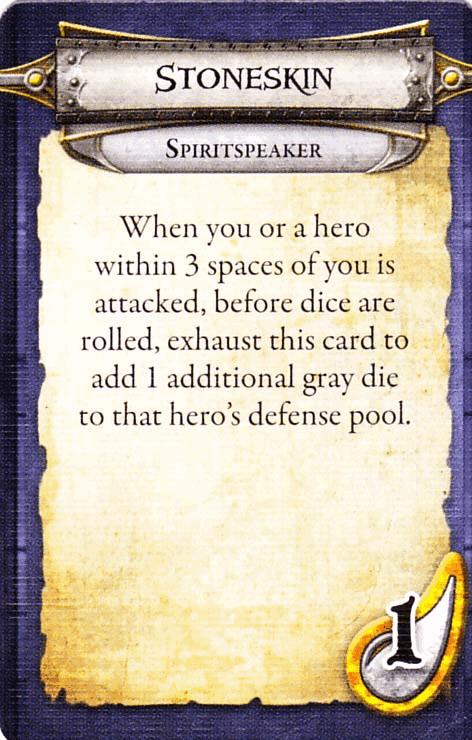 Stoneskin
Spiritspeaker
When you or a hero
within 3 spaces of you is
attacked, before dice are
rolled, exhaust this card to
add 1 additional gray die
to that hero's defense pool.
1